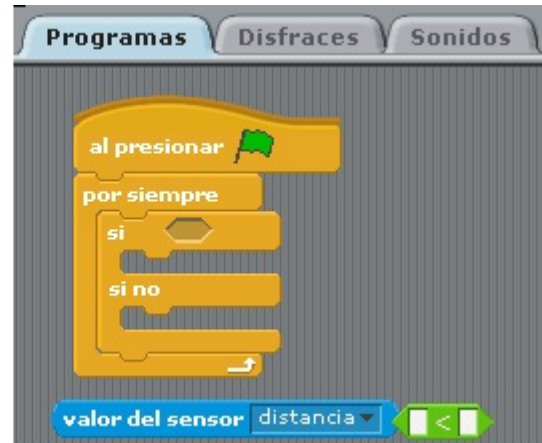 Programas Disfraces Sonidos
al presionar
por siempre
si
si no
valor del sensor distancia <